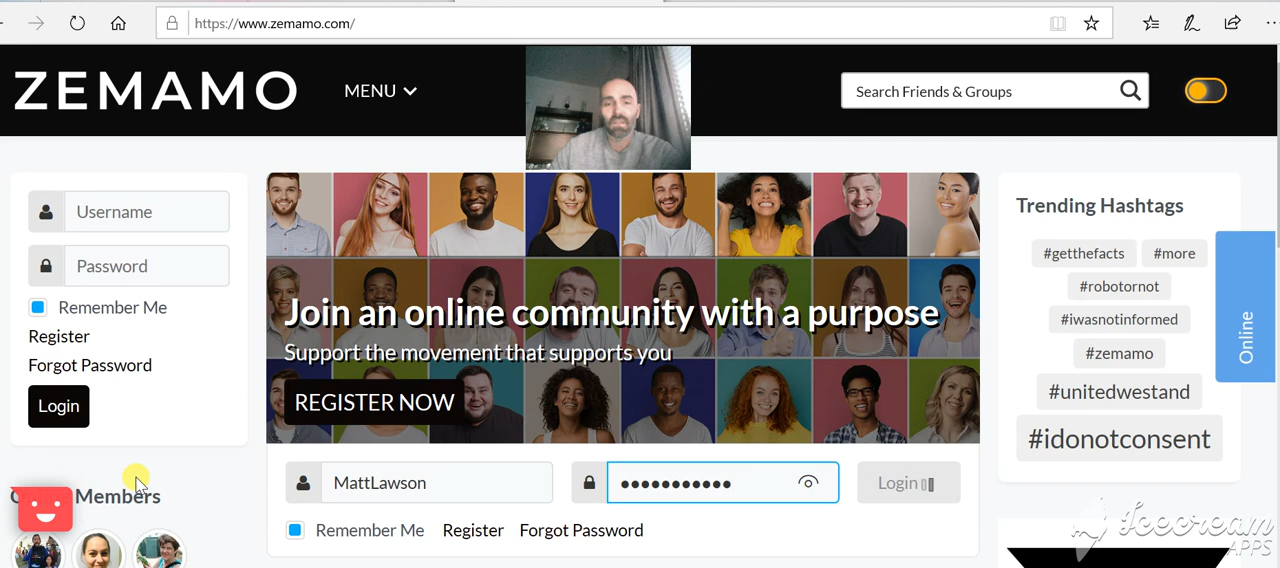 https://www.zemamo.com/
ZEMAMO
MENU
Search Friends & Groups
Username
Password
Remember Me
Register
Forgot Password
Login
Members
Join an online community with a purpose
Support the movement that supports you
REGISTER NOW
MattLawson
Login
Remember Me
Register
Forgot Password
Trending Hashtags
#getthefacts
#more
#robotornot
#iwasnotinformed
#zemamo
#unitedwestand
#idonotconsent
Online
Icecream
APPS